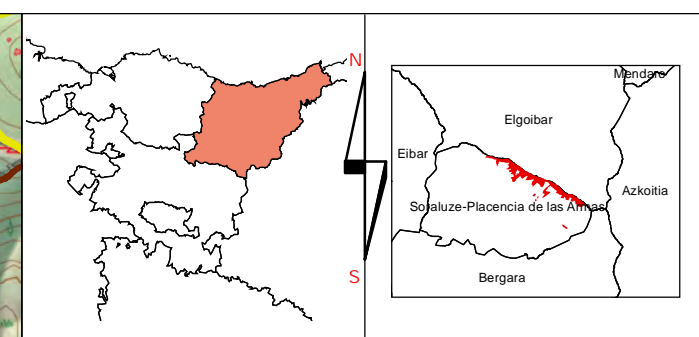 N
S
Mendaro
Elgoibar
Eibar
Azkoitia
Soraluze-Placencia de las Armas
Bergara